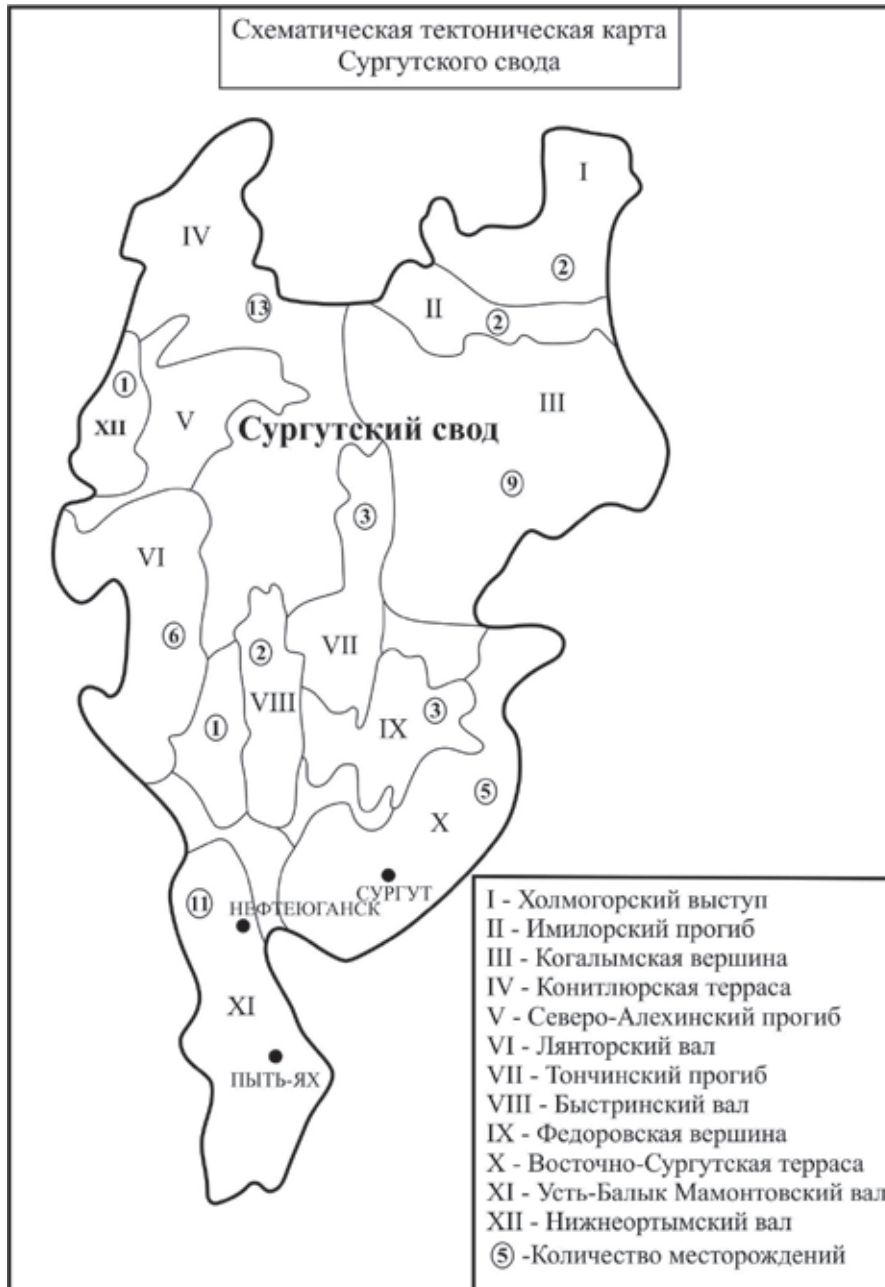 Схематическая тектоническая карта
Сургутского свода
I
IV
2
II
2
13
1
III
XII
V
Сургутский свод
9
3
VI
6
2
VII
VIII
3
1
IX
5
X
СУРГУТ
11
НЕФТЕЮГАНСК
XI
ПЫТЬ-ЯХ
I - Холмогорский выступ
II - Имилорский прогиб
III - Когалымская вершина
IV - Конитлюрская терраса
V - Северо-Алехинский прогиб
VI - Лянторский вал
VII - Тончинский прогиб
VIII - Быстринский вал
IX - Федоровская вершина
X - Восточно-Сургутская терраса
XI - Усть-Балык Мамонтовский вал
XII - Нижнеортымский вал
5 -Количество месторождений